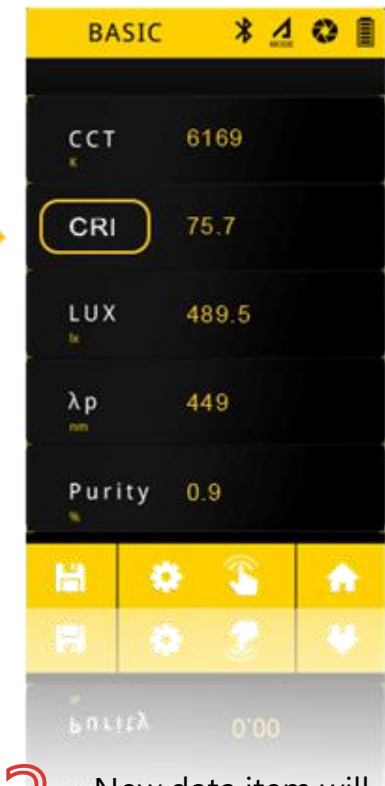 BASIC
MODE
CCT 6169
K
CRI 75.7
LUX 489.5
lx
λp 449
nm
Purity 0.9
%
Purity 0.00
New data item will